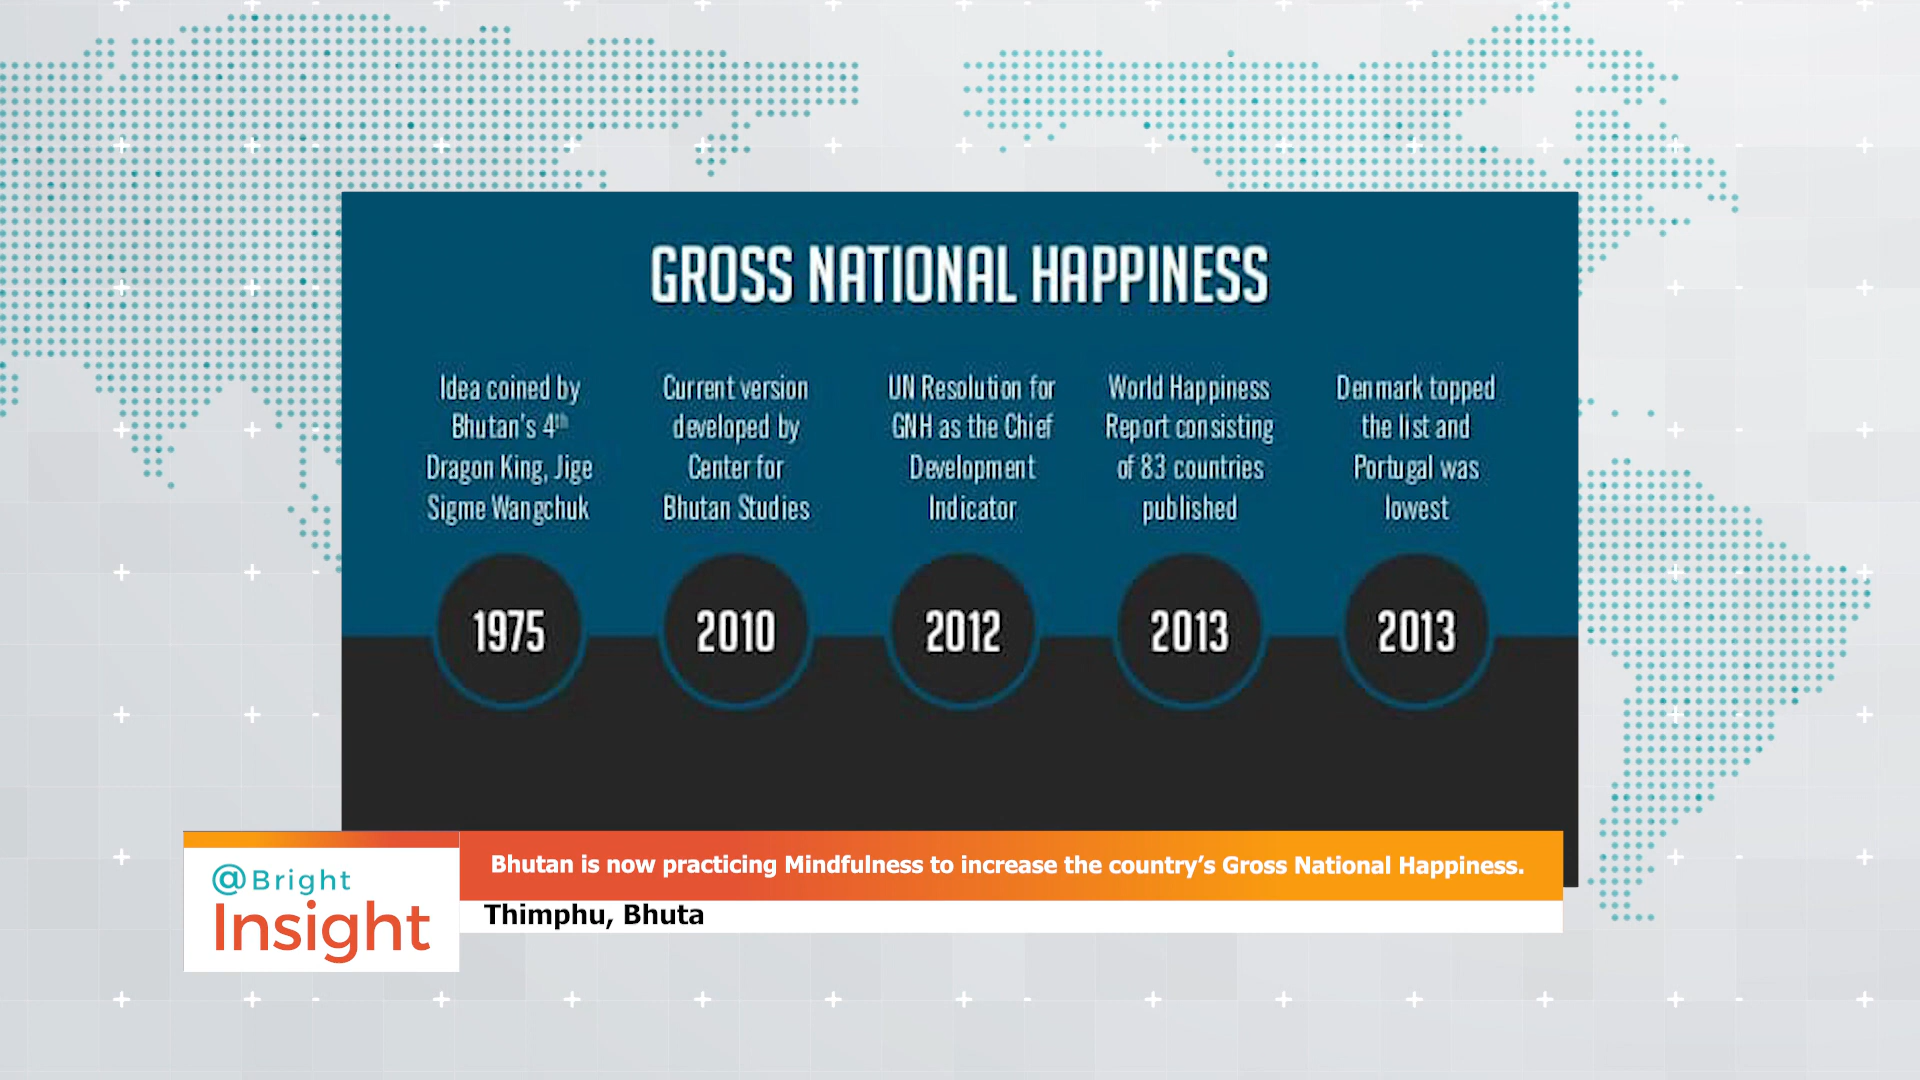 GROSS NATIONAL HAPPINESS
Idea coined by
Bhutan's 4th
Dragon King, Jige
Sigme Wangchuk
1975
Current version
developed by
Center for
Bhutan Studies
2010
UN Resolution for
GNH as the Chief
Development
Indicator
2012
World Happiness
Report consisting
of 83 countries
published
2013
Denmark topped
the list and
Portugal was
lowest
2013
@Bright
Insight
Bhutan is now practicing Mindfulness to increase the country's Gross National Happiness.
Thimphu, Bhuta